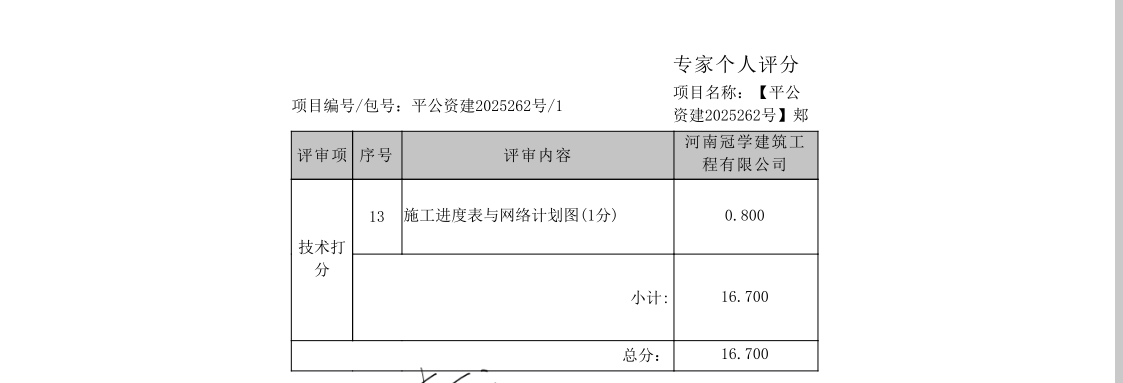 专家个人评分
项目编号/包号：平公资建2025262号/1
项目名称：【平公
资建2025262号】郏
评审项 序号 评审内容 河南冠学建筑工
程有限公司
13 施工进度表与网络计划图(1分) 0.800
技术打
分
小计: 16.700
总分： 16.700